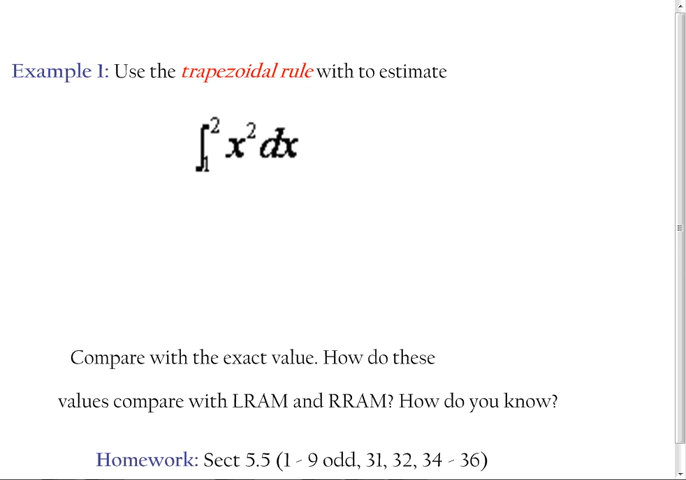 Example 1: Use the trapezoidal rule with to estimate
∫₁² x² dx
Compare with the exact value. How do these
values compare with LRAM and RRAM? How do you know?
Homework: Sect 5.5 (1 - 9 odd, 31, 32, 34 - 36)